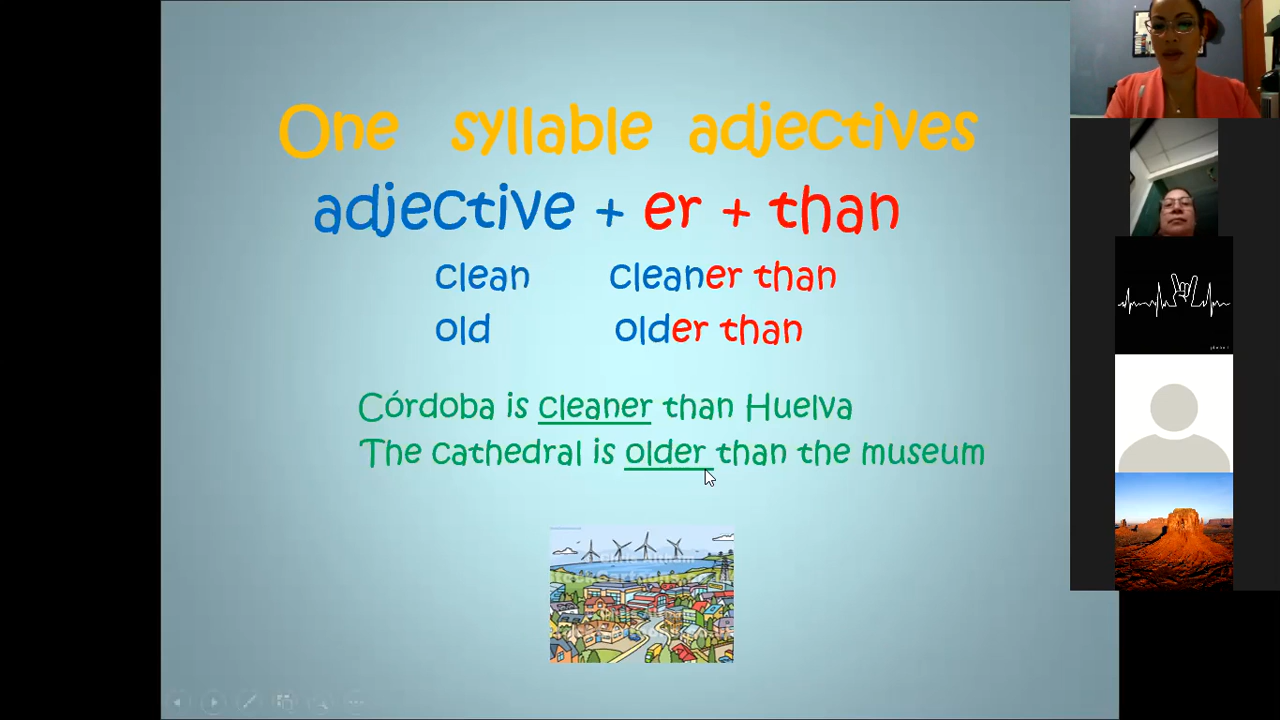 One syllable adjectives
adjective + er + than
clean cleaner than
old older than
Córdoba is cleaner than Huelva
The cathedral is older than the museum